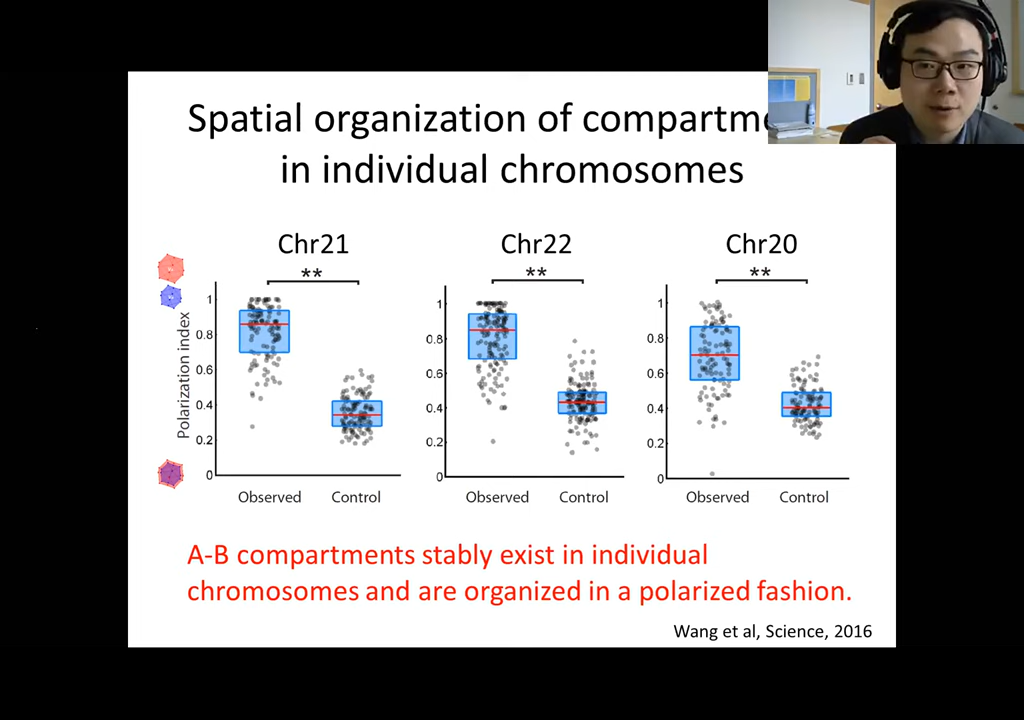 Spatial organization of
in individual chromosomes
Chr21
Chr22
Chr20
**
**
**
Polarization index
1
0.8
0.6
0.4
0.2
0
1
0.8
0.6
0.4
0.2
0
1
0.8
0.6
0.4
0.2
0
Observed
Control
Observed
Control
Observed
Control
A-B compartments stably exist in individual
chromosomes and are organized in a polarized fashion.
Wang et al, Science, 2016